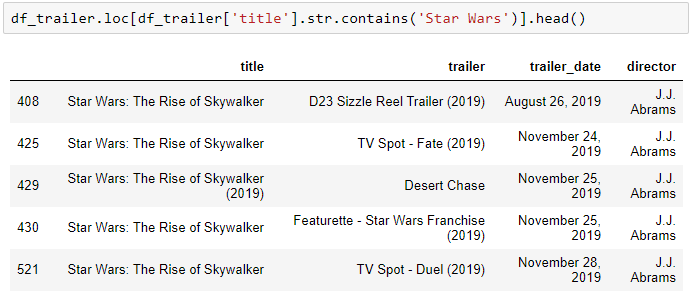 df_trailer.loc[df_trailer['title'].str.contains('Star Wars')].head()
title trailer trailer_date director
408 Star Wars: The Rise of Skywalker D23 Sizzle Reel Trailer (2019) August 26, 2019 J.J. Abrams
425 Star Wars: The Rise of Skywalker TV Spot - Fate (2019) November 24, 2019 J.J. Abrams
429 Star Wars: The Rise of Skywalker (2019) Desert Chase November 25, 2019 J.J. Abrams
430 Star Wars: The Rise of Skywalker Featurette - Star Wars Franchise (2019) November 25, 2019 J.J. Abrams
521 Star Wars: The Rise of Skywalker TV Spot - Duel (2019) November 28, 2019 J.J. Abrams